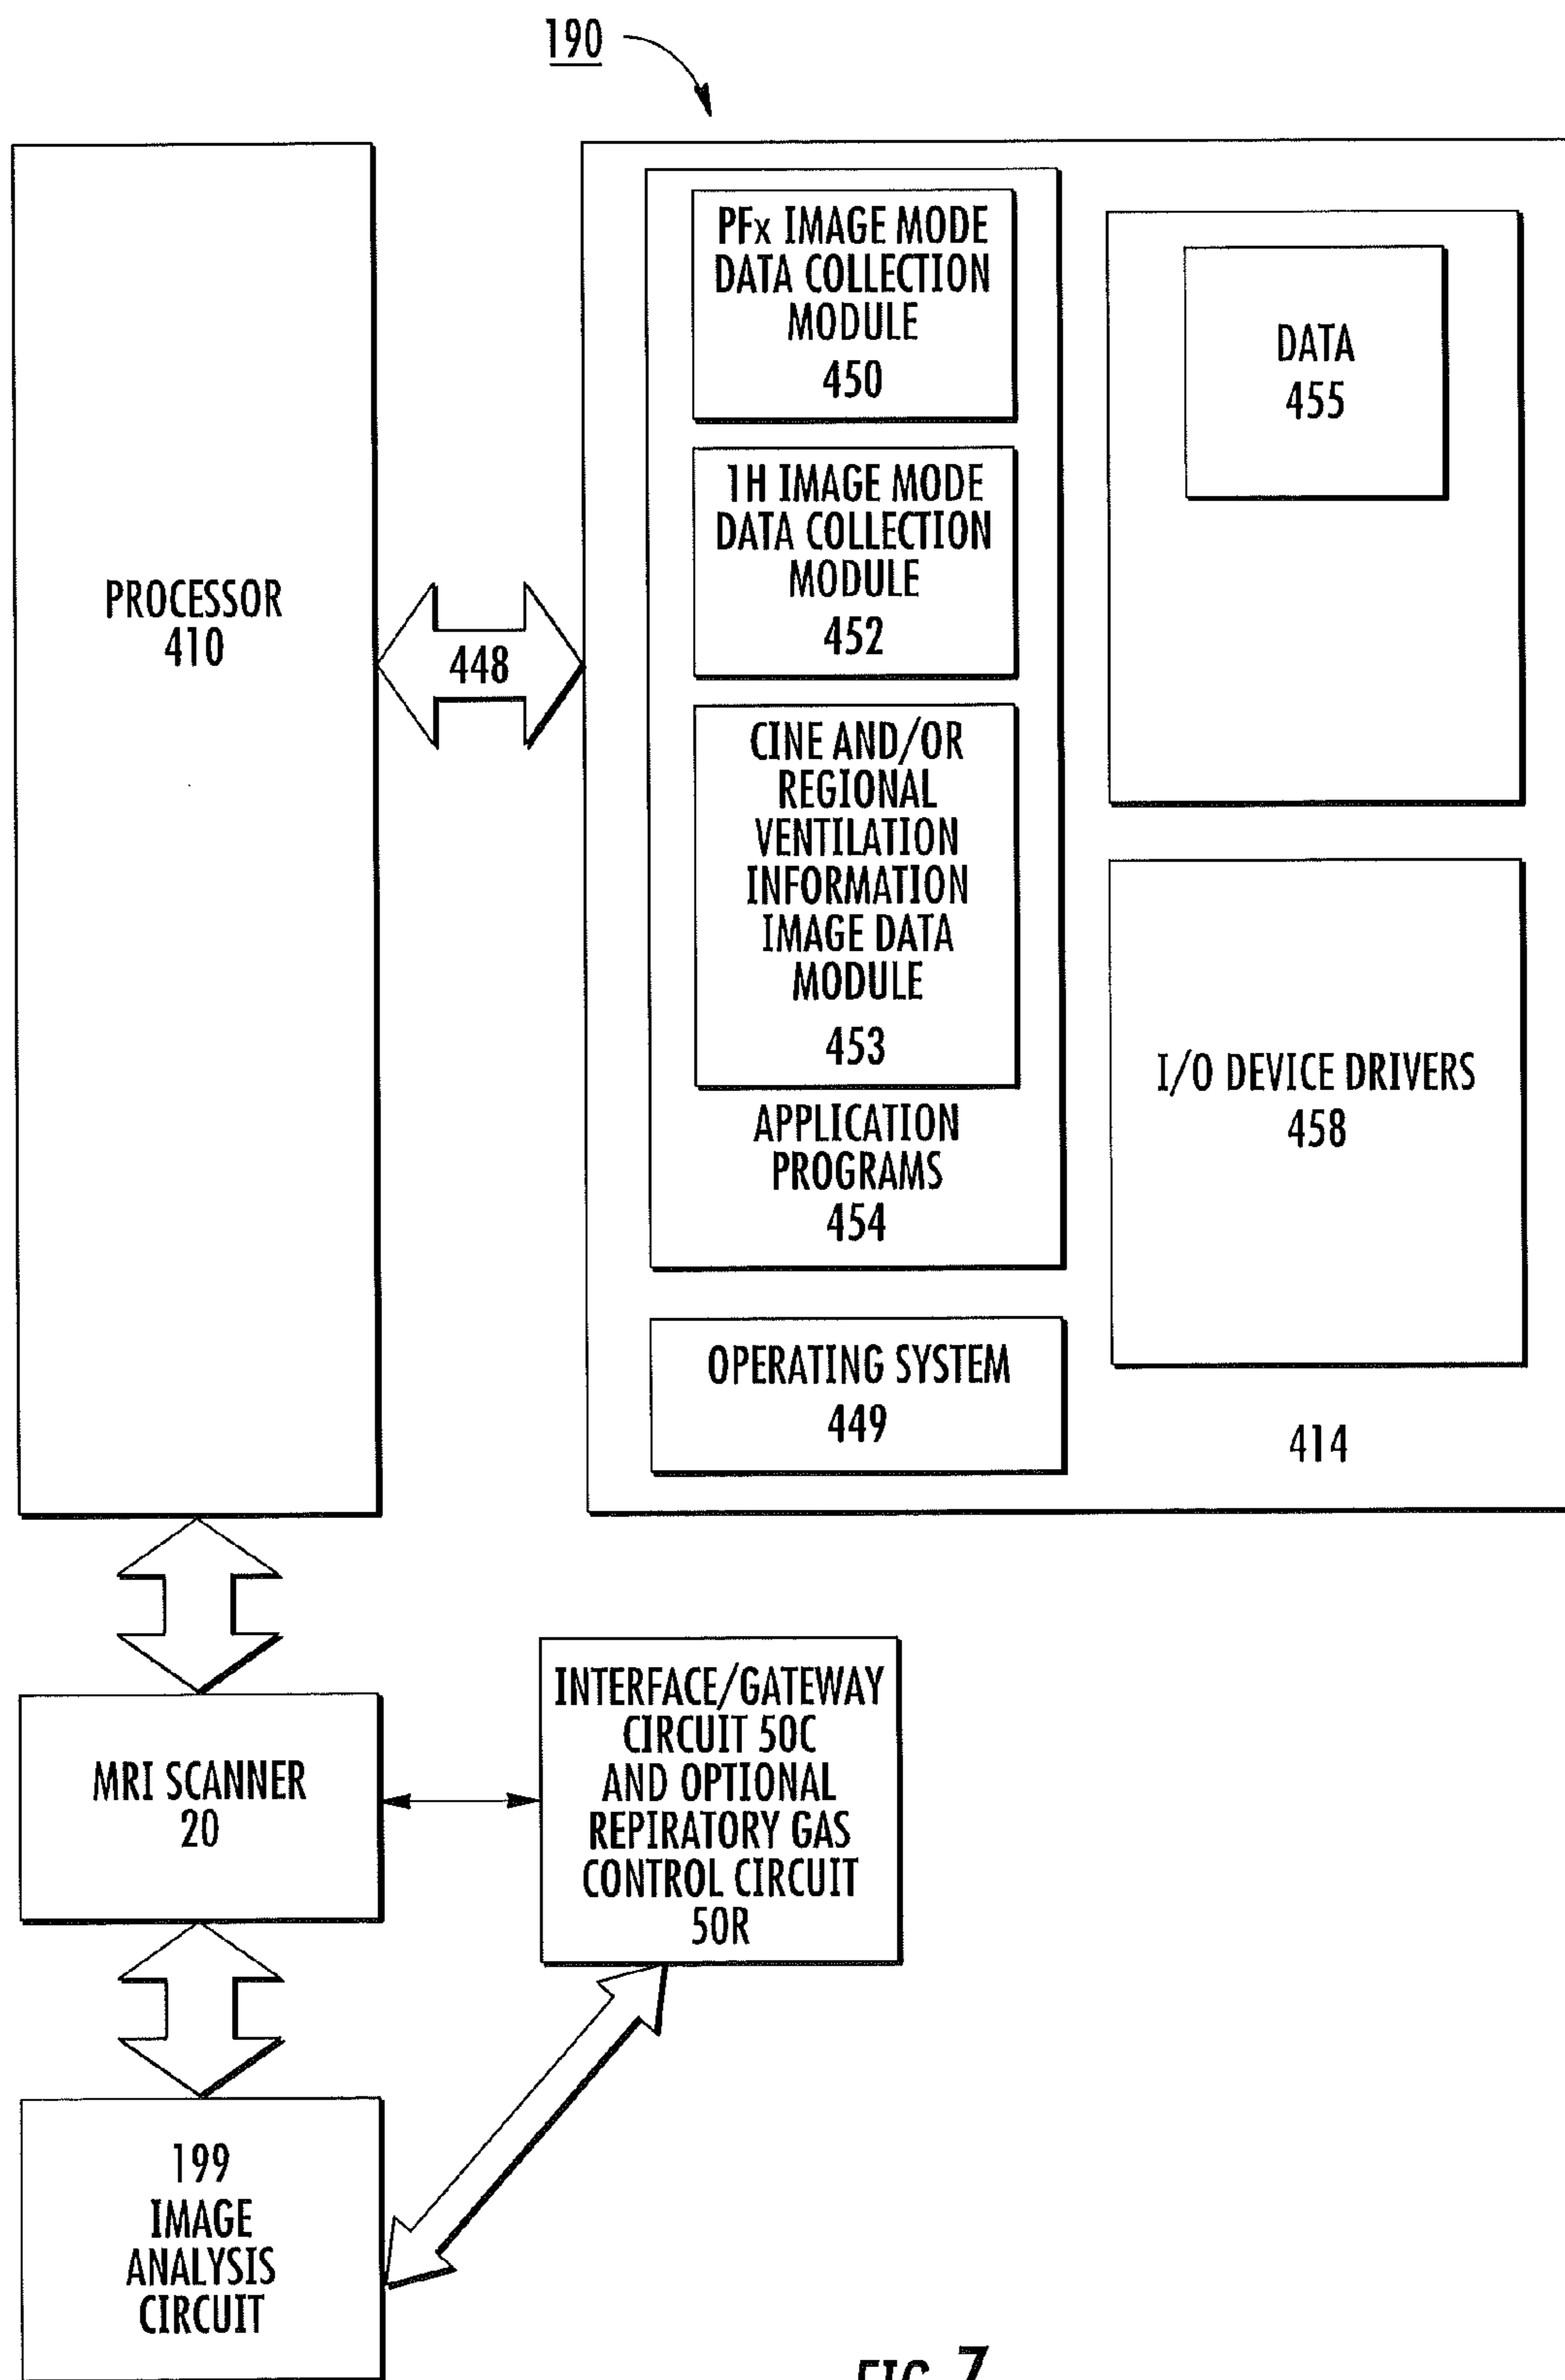 190
PFx IMAGE MODE
DATA COLLECTION
MODULE
450
DATA
455
1H IMAGE MODE
DATA COLLECTION
MODULE
452
PROCESSOR
410
448
CINE AND/OR
REGIONAL
VENTILATION
INFORMATION
IMAGE DATA
MODULE
453
I/O DEVICE DRIVERS
458
APPLICATION
PROGRAMS
454
OPERATING SYSTEM
449
414
INTERFACE/GATEWAY
CIRCUIT 50C
AND OPTIONAL
REPIRATORY GAS
CONTROL CIRCUIT
50R
MRI SCANNER
20
199
IMAGE
ANALYSIS
CIRCUIT
FIG. 7